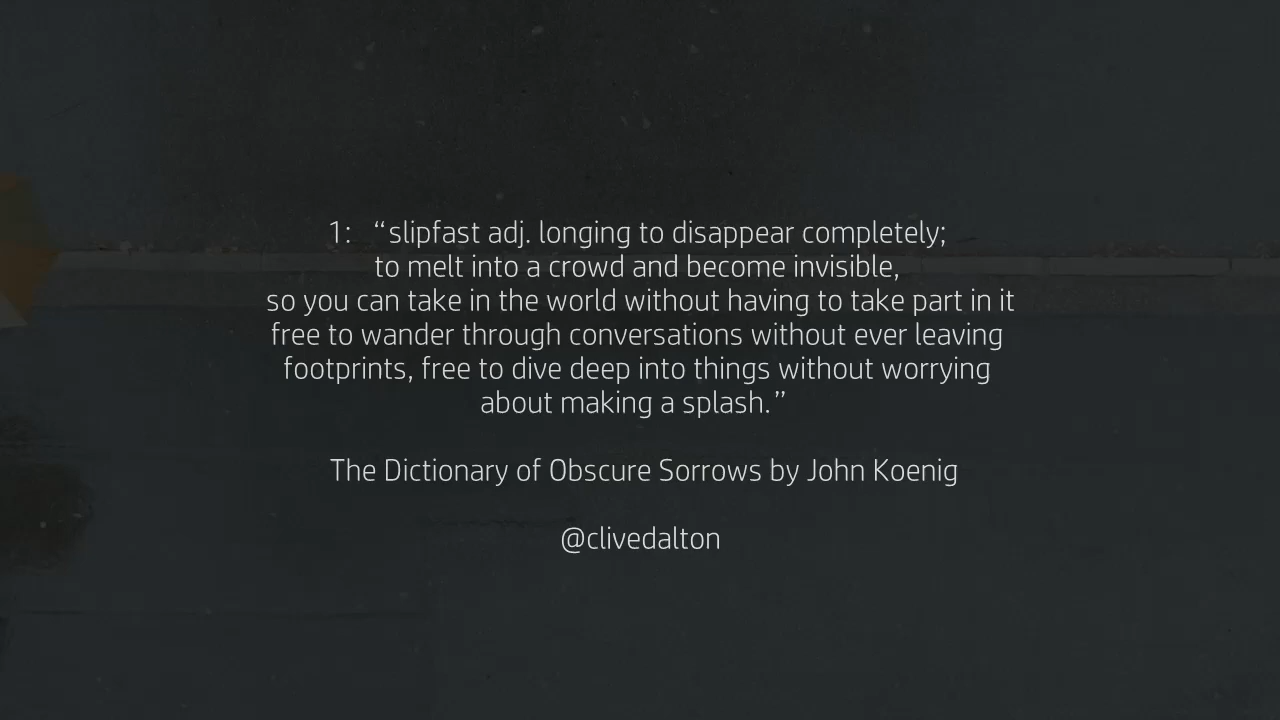 1: “slipfast adj. longing to disappear completely;
to melt into a crowd and become invisible,
so you can take in the world without having to take part in it
free to wander through conversations without ever leaving
footprints, free to dive deep into things without worrying
about making a splash.”
The Dictionary of Obscure Sorrows by John Koenig
@clivedalton